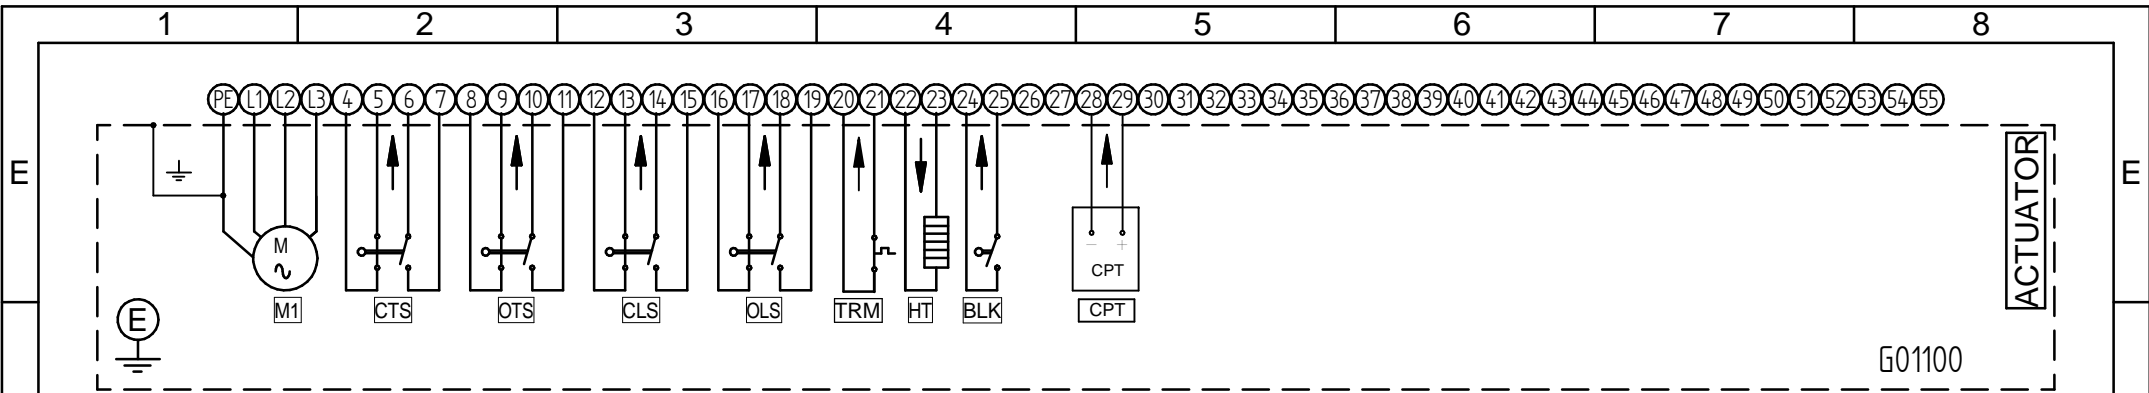 1 2 3 4 5 6 7 8
PE L1 L2 L3 4 5 6 7 8 9 10 11 12 13 14 15 16 17 18 19 20 21 22 23 24 25 26 27 28 29 30 31 32 33 34 35 36 37 38 39 40 41 42 43 44 45 46 47 48 49 50 51 52 53 54 55
E E
ACTUATOR
M
- +
CPT
M1 CTS OTS CLS OLS TRM HT BLK CPT
E
G01100